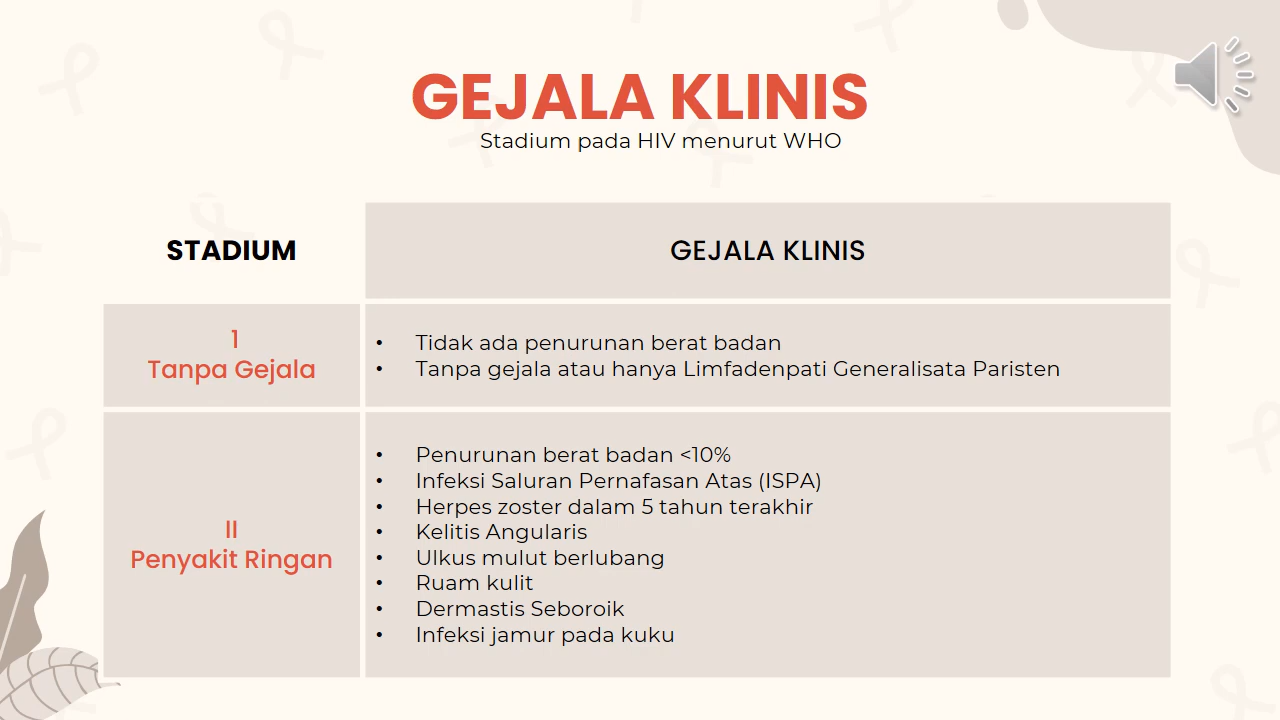 GEJALA KLINIS
Stadium pada HIV menurut WHO
STADIUM
GEJALA KLINIS
1
Tanpa Gejala
• Tidak ada penurunan berat badan
• Tanpa gejala atau hanya Limfadenpati Generalisata Paristen
II
Penyakit Ringan
• Penurunan berat badan <10%
• Infeksi Saluran Pernafasan Atas (ISPA)
• Herpes zoster dalam 5 tahun terakhir
• Kelitis Angularis
• Ulkus mulut berlubang
• Ruam kulit
• Dermastis Seboroik
• Infeksi jamur pada kuku